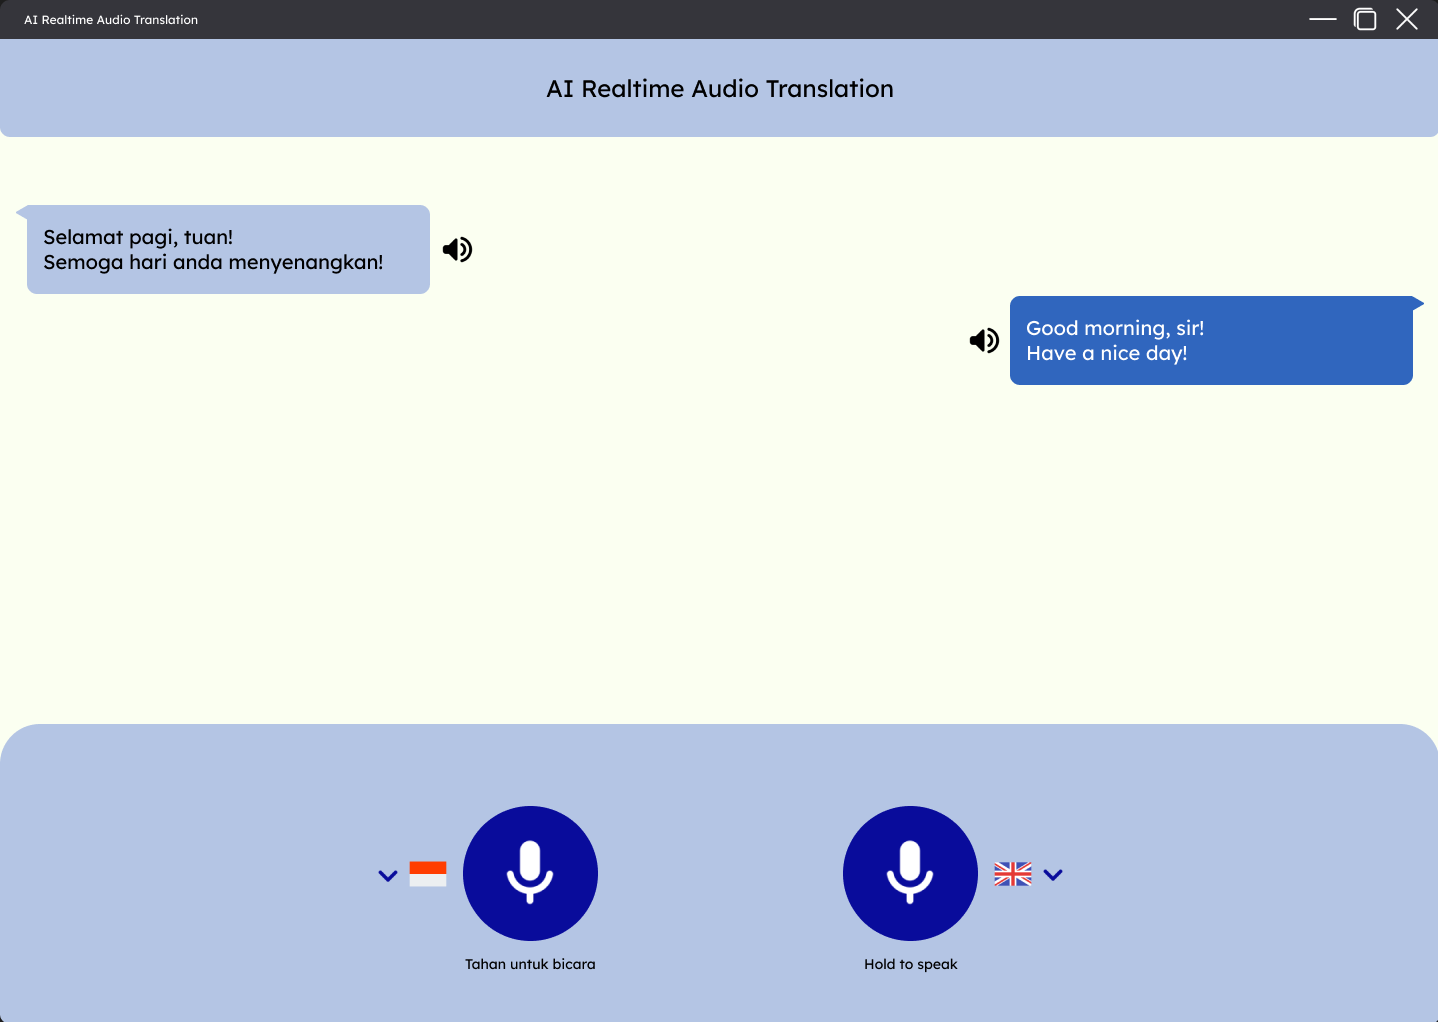 AI Realtime Audio Translation
AI Realtime Audio Translation
Selamat pagi, tuan!
Semoga hari anda menyenangkan!
Good morning, sir!
Have a nice day!
Tahan untuk bicara
Hold to speak